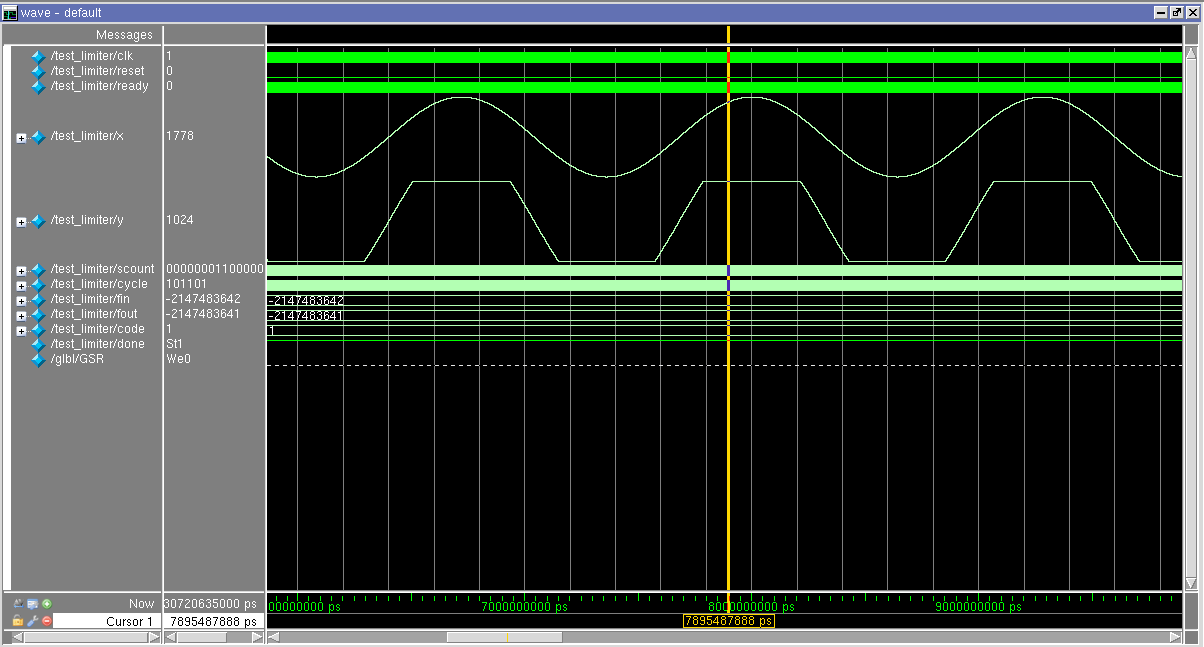 wave - default
Messages
/test_limiter/clk 1
/test_limiter/reset 0
/test_limiter/ready 0
/test_limiter/x 1778
/test_limiter/y 1024
/test_limiter/scount 00000001100000
/test_limiter/cycle 101101
/test_limiter/fin -2147483642 -2147483642
/test_limiter/fout -2147483641 -2147483641
/test_limiter/code 1 1
/test_limiter/done St1
/glbl/GSR We0
Now 30720635000 ps 00000000 ps 7000000000 ps 8000000000 ps 9000000000 ps
Cursor 1 7895487888 ps 7895487888 ps